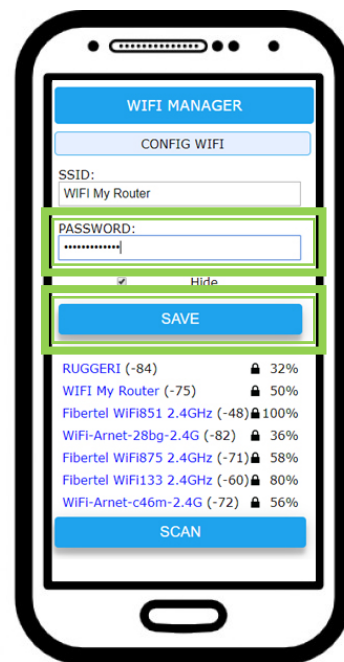 WIFI MANAGER
CONFIG WIFI
SSID:
WIFI My Router
PASSWORD:
•••••••••••••
Hide
SAVE
RUGGERI (-84) 32%
WIFI My Router (-75) 50%
Fibertel WiFi851 2.4GHz (-48) 100%
WiFi-Arnet-28bg-2.4G (-82) 36%
Fibertel WiFi875 2.4GHz (-71) 58%
Fibertel WiFi133 2.4GHz (-60) 80%
WiFi-Arnet-c46m-2.4G (-72) 56%
SCAN